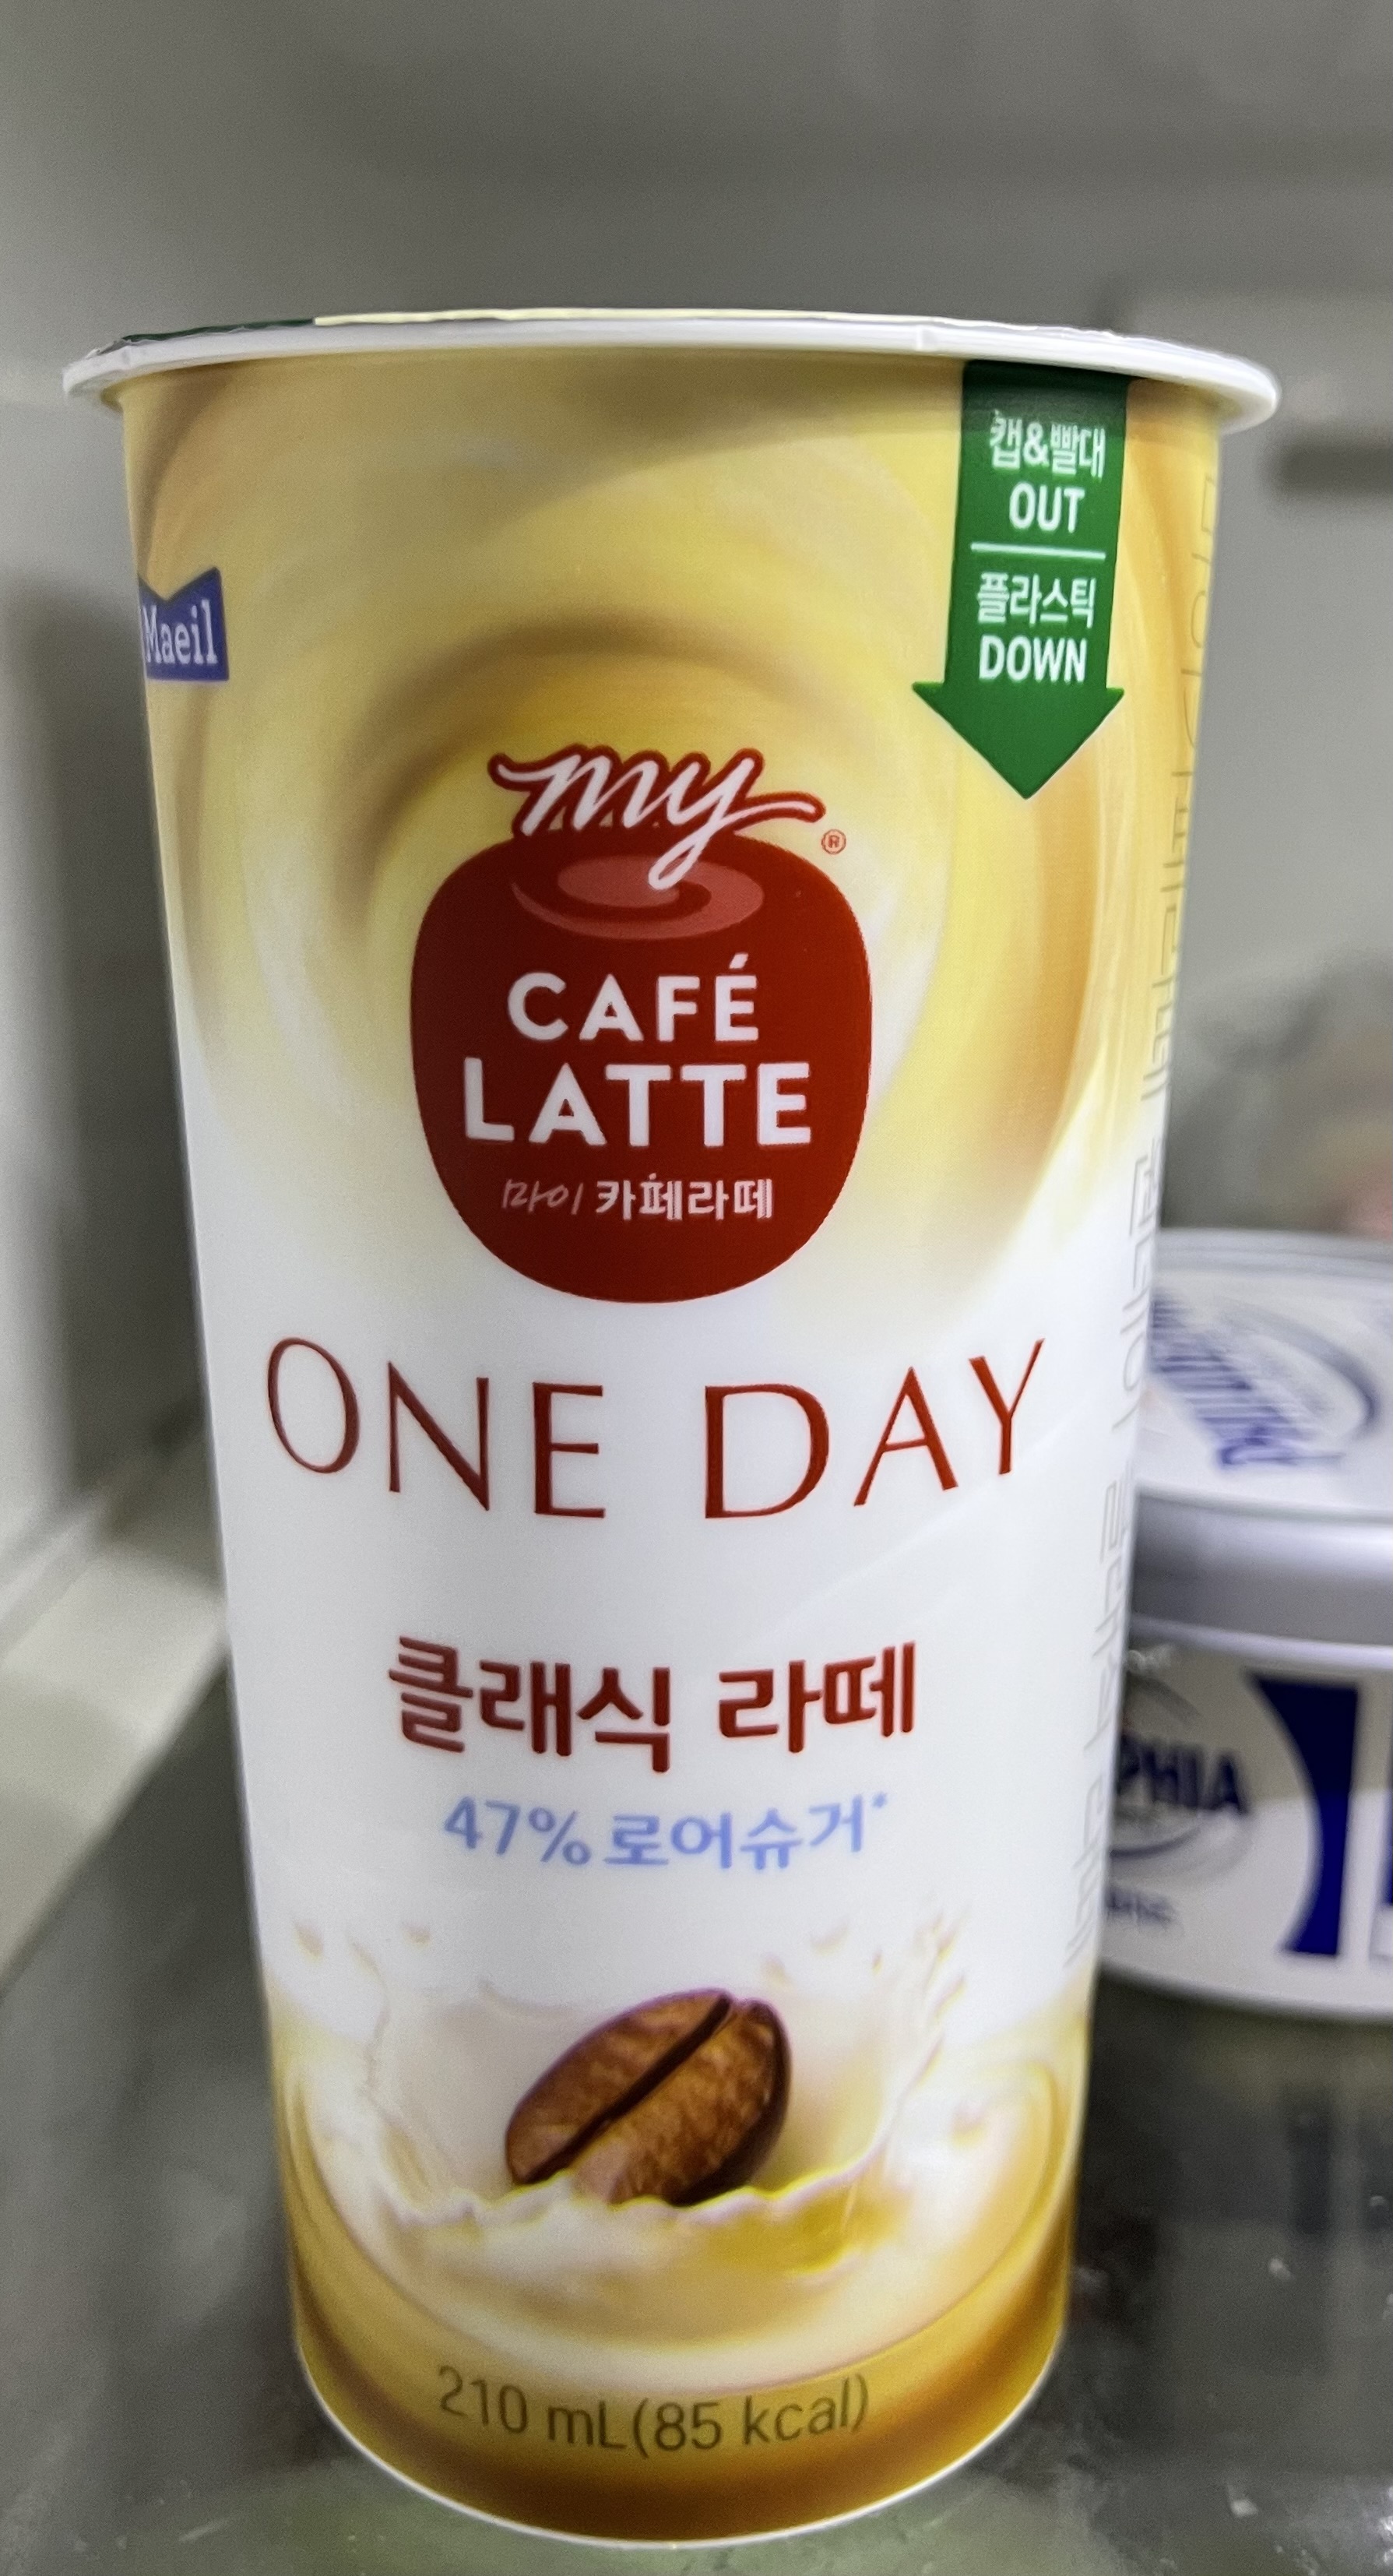 캡&빨대
OUT
플라스틱
DOWN
Maeil
my
®
CAFÉ
LATTE
마이 카페라떼
ONE DAY
클래식 라떼
47% 로어슈거*
210 mL(85 kcal)